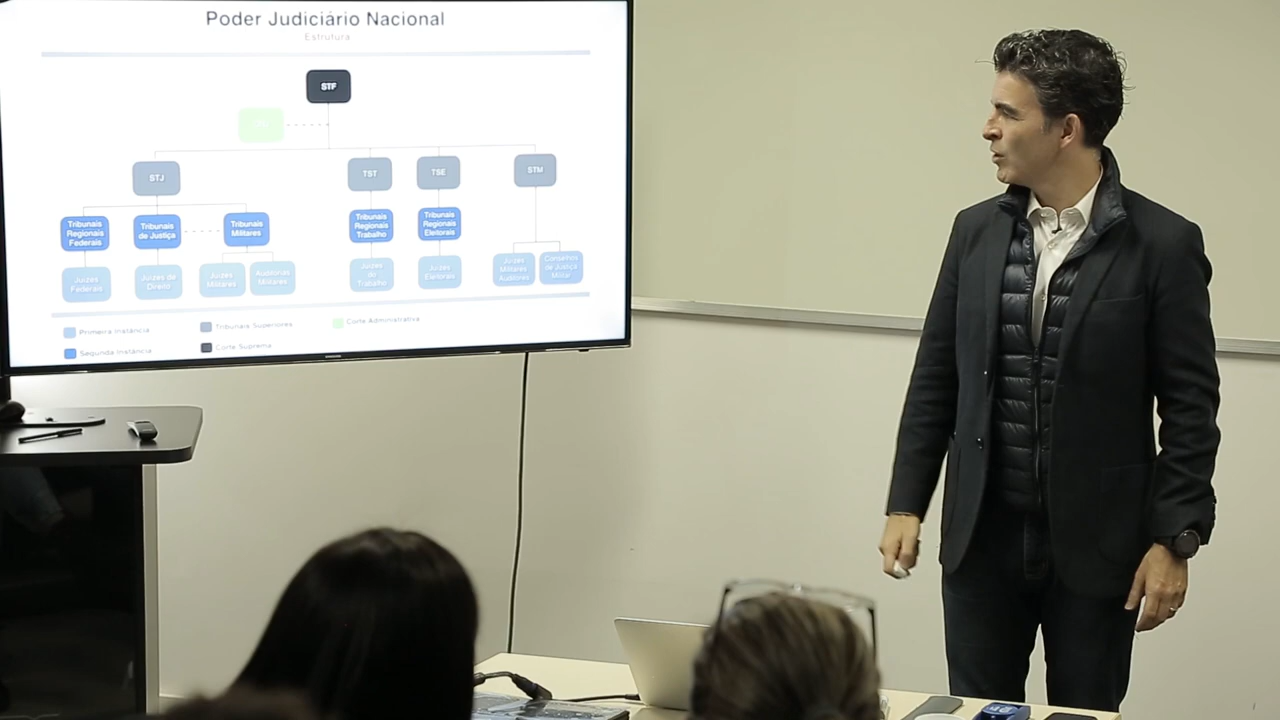 Poder Judiciário Nacional
Estrutura
STF
STJ
TST
TSE
STM
Tribunais
Regionais
Federais
Tribunais
de Justiça
Tribunais
Militares
Tribunais
Regionais
Trabalho
Tribunais
Regionais
Eleitorais
Juízes
Federais
Juízes de
Direito
Juízes
Militares
Auditorias
Militares
Juízes
do
Trabalho
Juízes
Eleitorais
Juízes
Militares
Auditores
Conselhos
de Justiça
Militar
Primeira Instância
Tribunais Superiores
Corte Administrativa
Segunda Instância
Corte Suprema